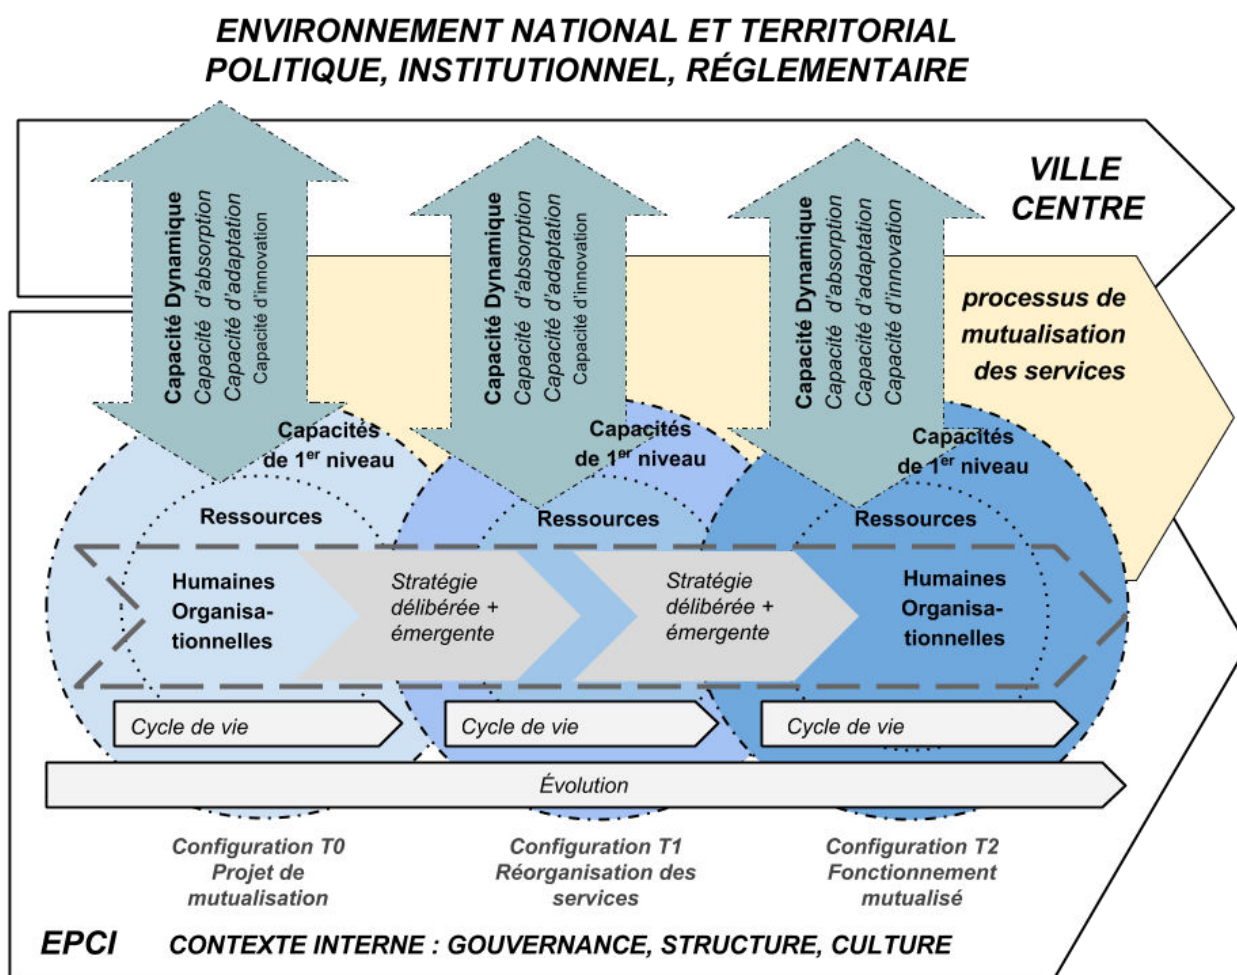 ENVIRONNEMENT NATIONAL ET TERRITORIAL
POLITIQUE, INSTITUTIONNEL, RÉGLEMENTAIRE
VILLE
CENTRE
processus de
mutualisation
des services
Capacité Dynamique
Capacité d'absorption
Capacité d'adaptation
Capacité d'innovation
Capacité Dynamique
Capacité d'absorption
Capacité d'adaptation
Capacité d'innovation
Capacité Dynamique
Capacité d'absorption
Capacité d'adaptation
Capacité d'innovation
Capacités
de 1er niveau
Capacités
de 1er niveau
Capacités
de 1er niveau
Ressources
Ressources
Ressources
Humaines
Organisa-
tionnelles
Stratégie
délibérée +
émergente
Stratégie
délibérée +
émergente
Humaines
Organisa-
tionnelles
Cycle de vie
Cycle de vie
Cycle de vie
Évolution
Configuration T0
Projet de
mutualisation
Configuration T1
Réorganisation des
services
Configuration T2
Fonctionnement
mutualisé
EPCI
CONTEXTE INTERNE : GOUVERNANCE, STRUCTURE, CULTURE